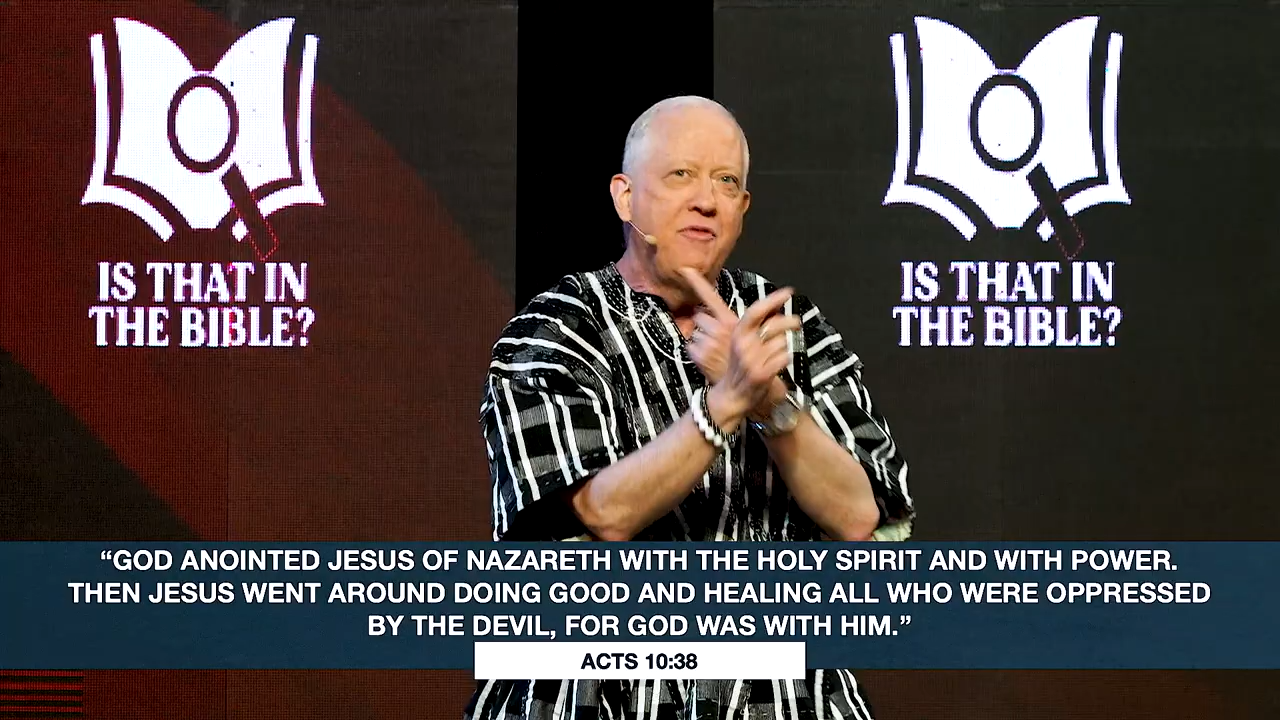 IS THAT IN
THE BIBLE?
IS THAT IN
THE BIBLE?
“GOD ANOINTED JESUS OF NAZARETH WITH THE HOLY SPIRIT AND WITH POWER.
THEN JESUS WENT AROUND DOING GOOD AND HEALING ALL WHO WERE OPPRESSED
BY THE DEVIL, FOR GOD WAS WITH HIM.”
ACTS 10:38